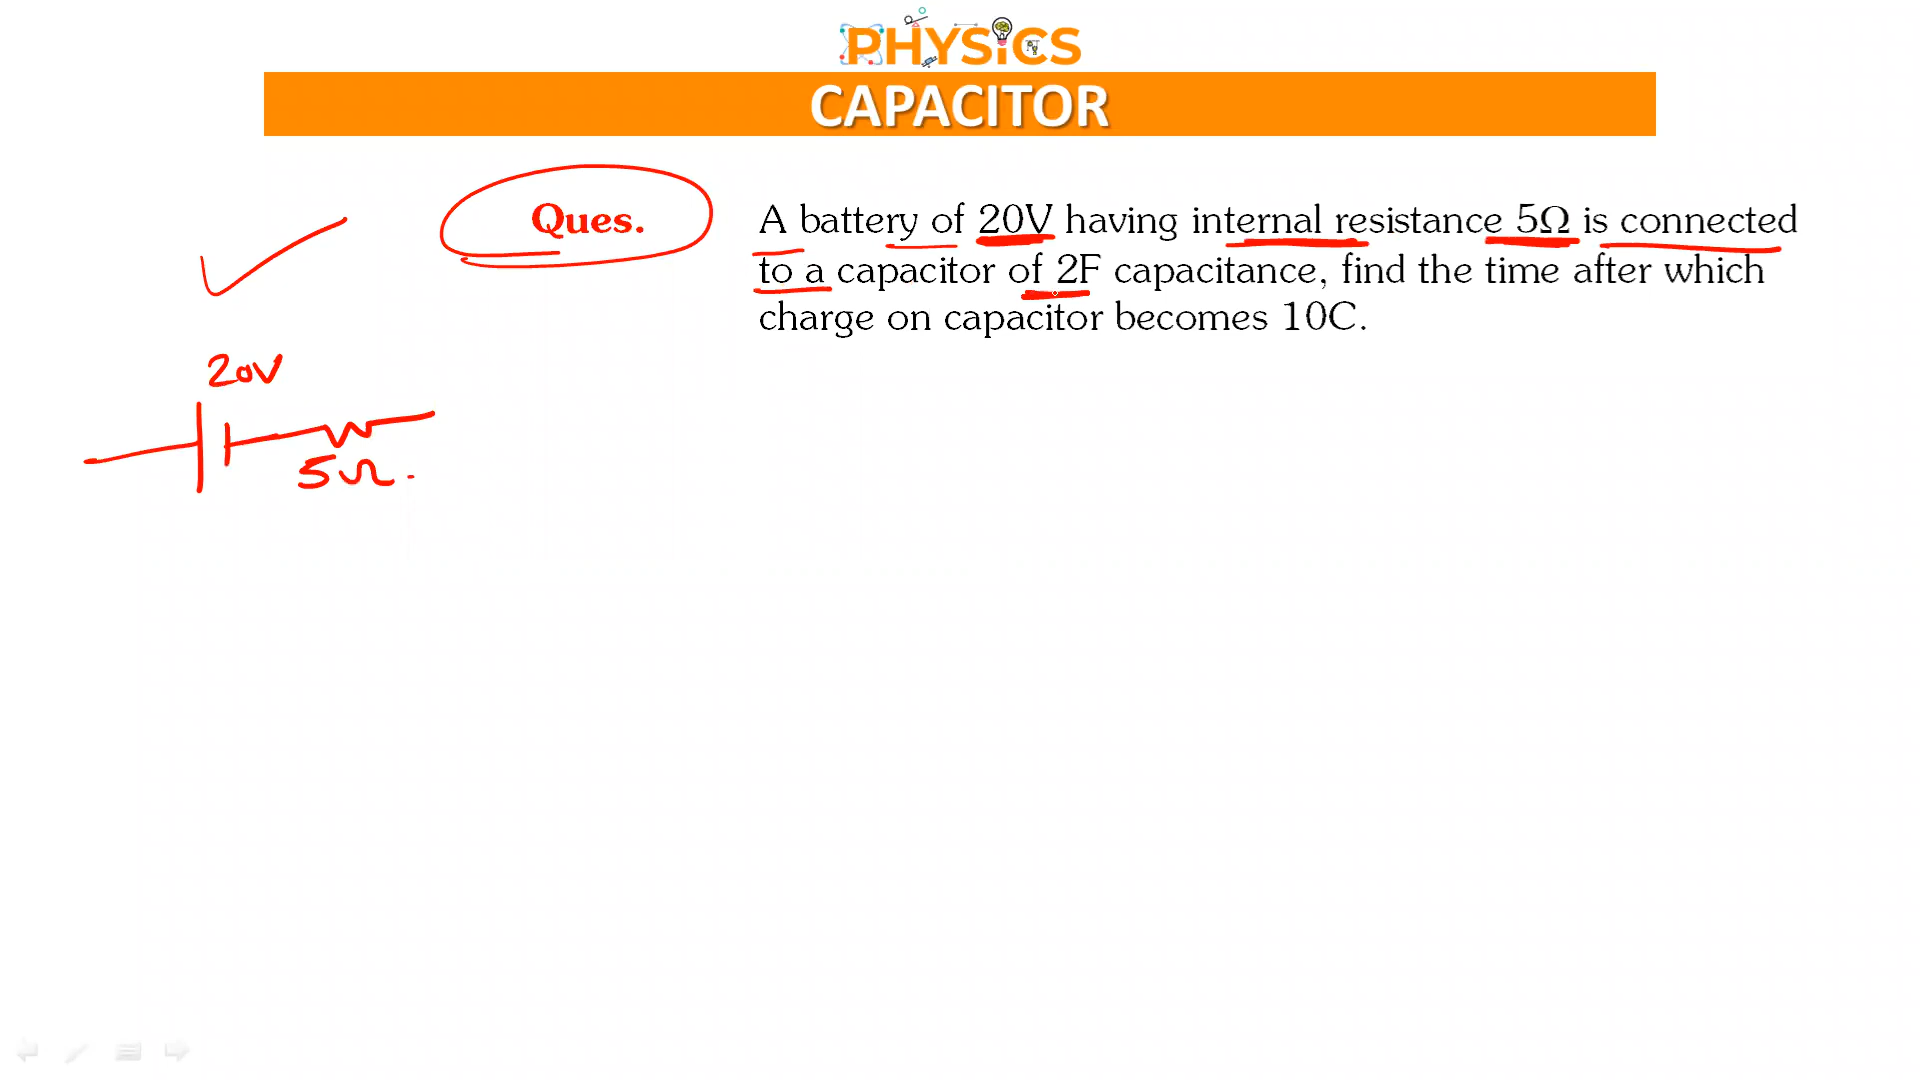 PHYSICS
CAPACITOR
Ques.
A battery of 20V having internal resistance 5Ω is connected
to a capacitor of 2F capacitance, find the time after which
charge on capacitor becomes 10C.
20V
5Ω.